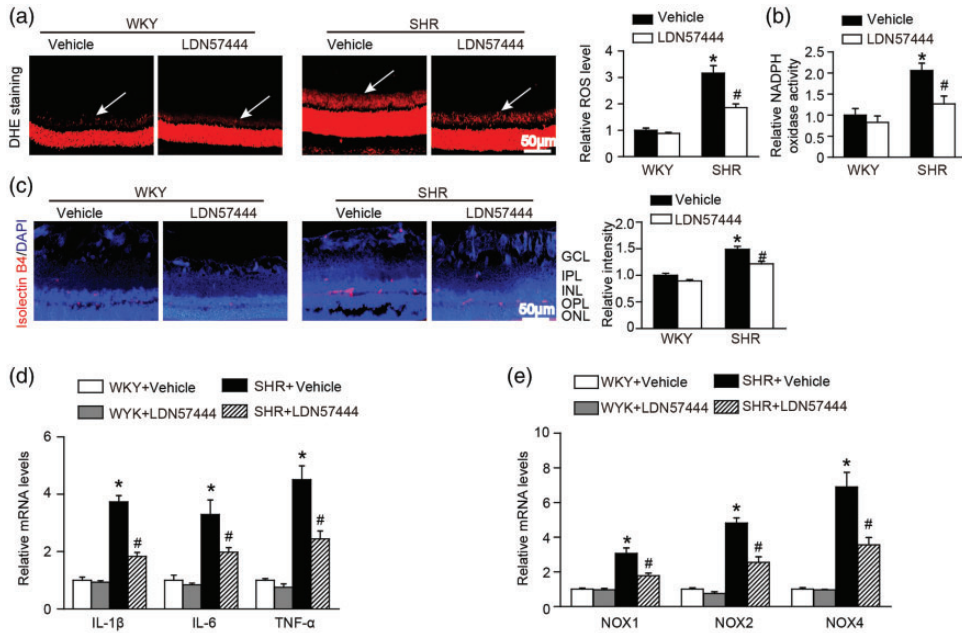 (a)
WKY
SHR
Vehicle
LDN57444
Vehicle
LDN57444
DHE staining
50μm
Vehicle
LDN57444
Relative ROS level
4
3
2
1
0
*
#
WKY
SHR
(b)
Vehicle
LDN57444
Relative NADPH
oxidase activity
2.5
2.0
1.5
1.0
0.5
0
*
#
WKY
SHR
(c)
WKY
SHR
Vehicle
LDN57444
Vehicle
LDN57444
Isolectin B4/DAPI
50μm
GCL
IPL
INL
OPL
ONL
Vehicle
LDN57444
Relative intensity
2.0
1.5
1.0
0.5
0
*
#
WKY
SHR
(d)
WKY+Vehicle
SHR+Vehicle
WYK+LDN57444
SHR+LDN57444
Relative mRNA levels
6
4
2
0
*
#
*
#
*
#
IL-1β
IL-6
TNF-α
(e)
WKY+Vehicle
SHR+Vehicle
WYK+LDN57444
SHR+LDN57444
Relative mRNA levels
10
8
6
4
2
0
*
#
*
#
*
#
NOX1
NOX2
NOX4